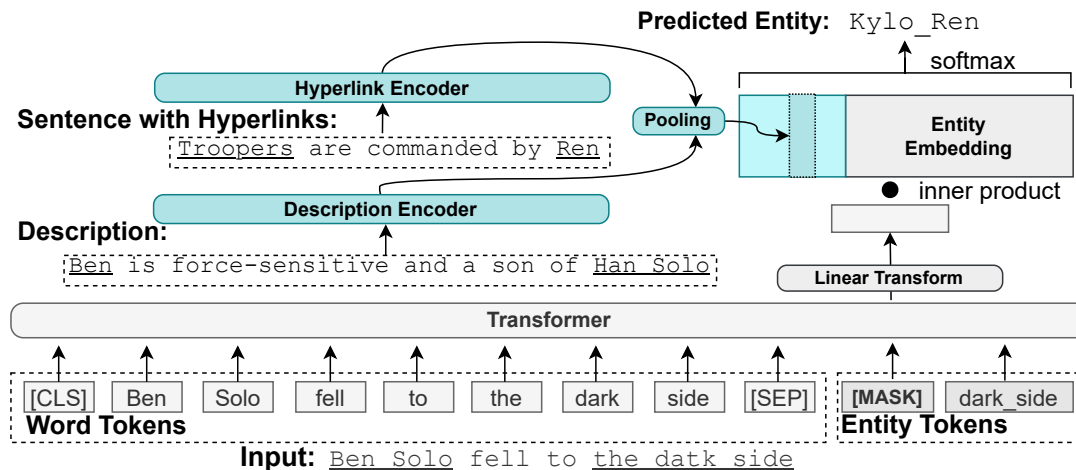 Predicted Entity: Kylo_Ren
softmax
Hyperlink Encoder
Sentence with Hyperlinks:
Troopers are commanded by Ren
Pooling
Entity
Embedding
inner product
Description Encoder
Description:
Ben is force-sensitive and a son of Han Solo
Linear Transform
Transformer
[CLS] Ben Solo fell to the dark side [SEP] [MASK] dark_side
Word Tokens Entity Tokens
Input: Ben Solo fell to the datk side